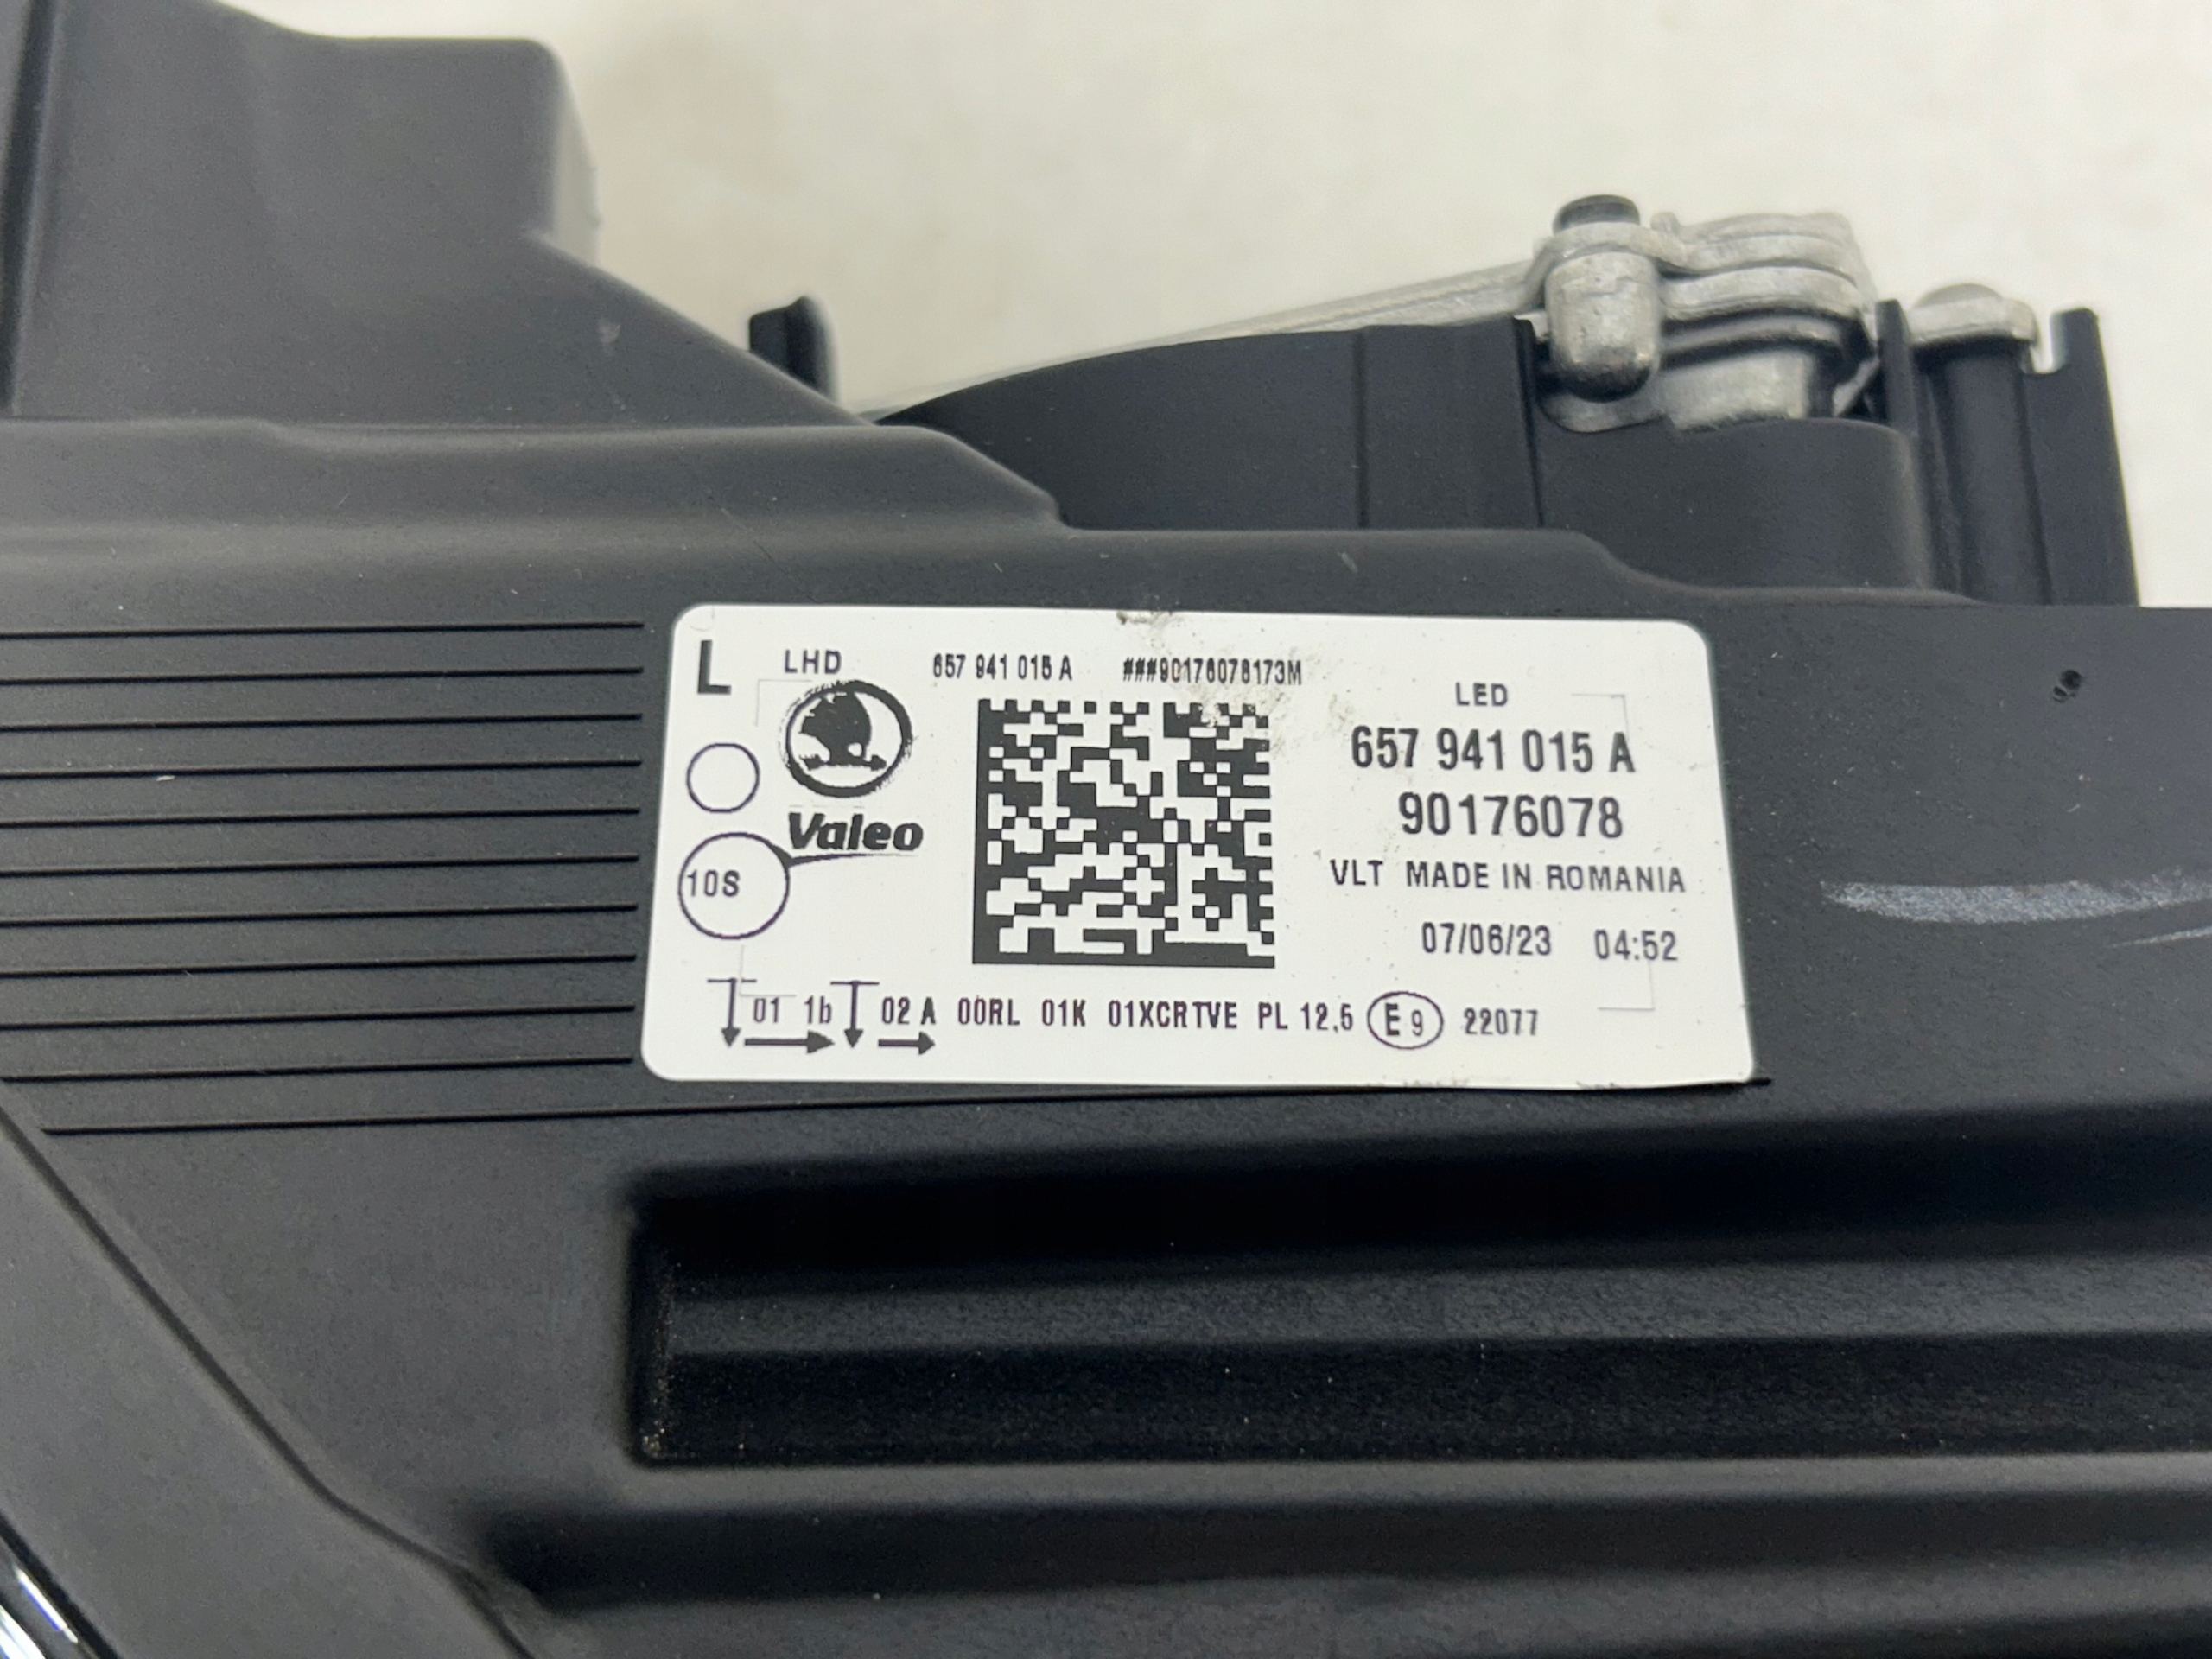 L LHD 657 941 015 A ###90176078173M
LED
657 941 015 A
Valeo
90176078
10S
VLT MADE IN ROMANIA
07/06/23 04:52
01 1b 02 A 00RL 01K 01XCRTVE PL 12,5 E9 22077